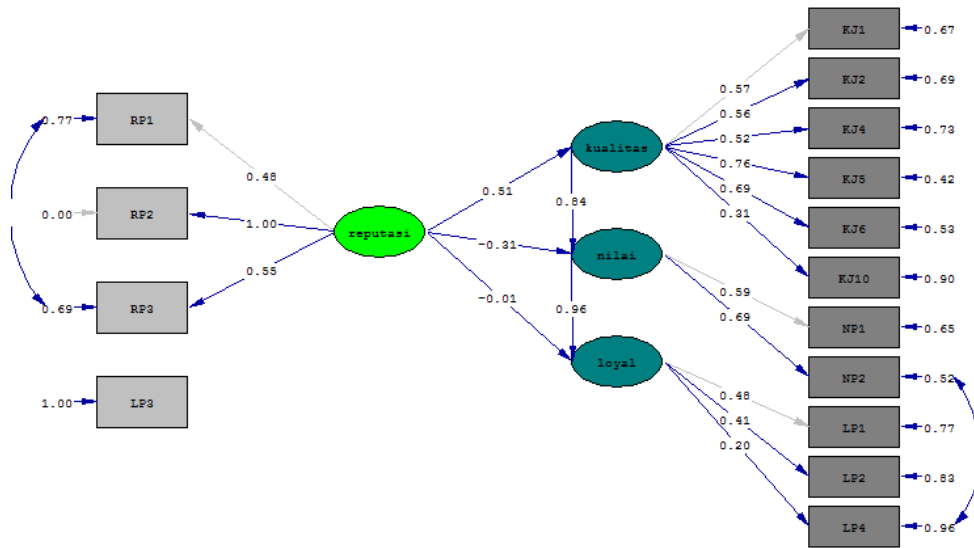 KJ1
0.67
0.57
KJ2
0.69
0.77
RP1
0.56
KJ4
0.73
0.52
kualitas
0.48
0.76
KJ5
0.42
0.51
0.69
0.84
0.31
KJ6
0.53
0.00
RP2
1.00
reputasi
-0.31
nilai
0.55
KJ10
0.90
0.59
-0.01
0.96
0.69
NP1
0.65
0.69
RP3
loyal
NP2
0.52
0.48
0.41
0.20
1.00
LP3
LP1
0.77
LP2
0.83
LP4
0.96